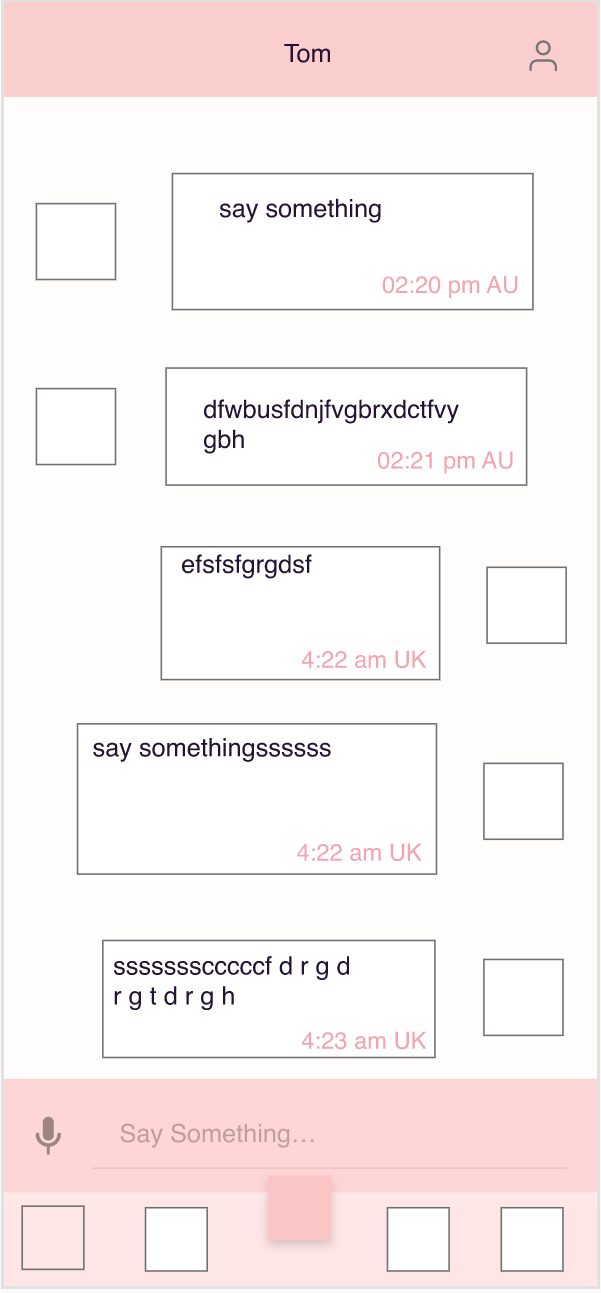 Tom
say something
02:20 pm AU
dfwbusfdnjfvgbrxdctfvy
gbh
02:21 pm AU
efsfsfgrgdsf
4:22 am UK
say somethingssssss
4:22 am UK
ssssssscccccf d r g d
r g t d r g h
4:23 am UK
Say Something...